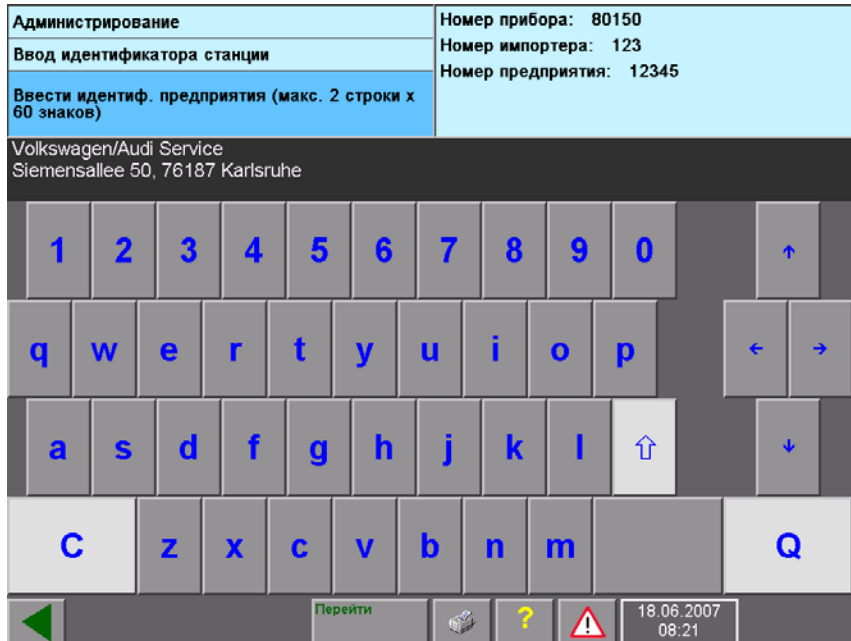 Администрирование
Ввод идентификатора станции
Ввести идентиф. предприятия (макс. 2 строки x
60 знаков)
Номер прибора: 80150
Номер импортера: 123
Номер предприятия: 12345
Volkswagen/Audi Service
Siemensallee 50, 76187 Karlsruhe
1 2 3 4 5 6 7 8 9 0 ↑
q w e r t y u i o p ← →
a s d f g h j k l ⇧ ↓
C z x c v b n m Q
Перейти
?
!
18.06.2007
08:21